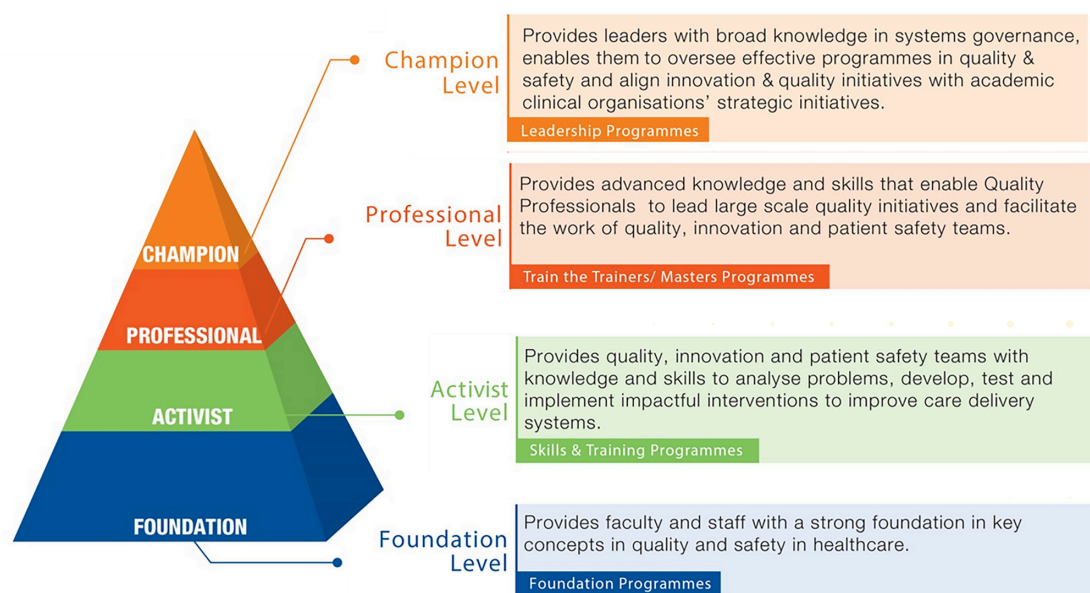 Champion
Level
Provides leaders with broad knowledge in systems governance,
enables them to oversee effective programmes in quality &
safety and align innovation & quality initiatives with academic
clinical organisations’ strategic initiatives.
Leadership Programmes
Professional
Level
Provides advanced knowledge and skills that enable Quality
Professionals to lead large scale quality initiatives and facilitate
the work of quality, innovation and patient safety teams.
Train the Trainers/ Masters Programmes
Activist
Level
Provides quality, innovation and patient safety teams with
knowledge and skills to analyse problems, develop, test and
implement impactful interventions to improve care delivery
systems.
Skills & Training Programmes
Foundation
Level
Provides faculty and staff with a strong foundation in key
concepts in quality and safety in healthcare.
Foundation Programmes
CHAMPION
PROFESSIONAL
ACTIVIST
FOUNDATION